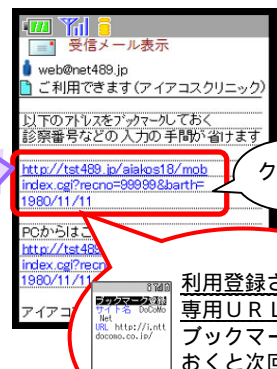 受信メール表示
web@net489.jp
ご利用できます(アイアコスクリニック)
以下のアドレスをブックマークしておく
診察番号などの入力の手間が省けます
http://tst489.jp/aiakos18/mob
index.cgi?recno=99999&barth=
1980/11/11
ク
PCからはこ
http://tst489
index.cgi?recn
1980/11/1
アイアコ
ブックマーク登録
サイト名 DoCoMo
Net
URL http://i.ntt
docomo.co.jp/
利用登録さ
専用URL
ブックマー
おくと次回